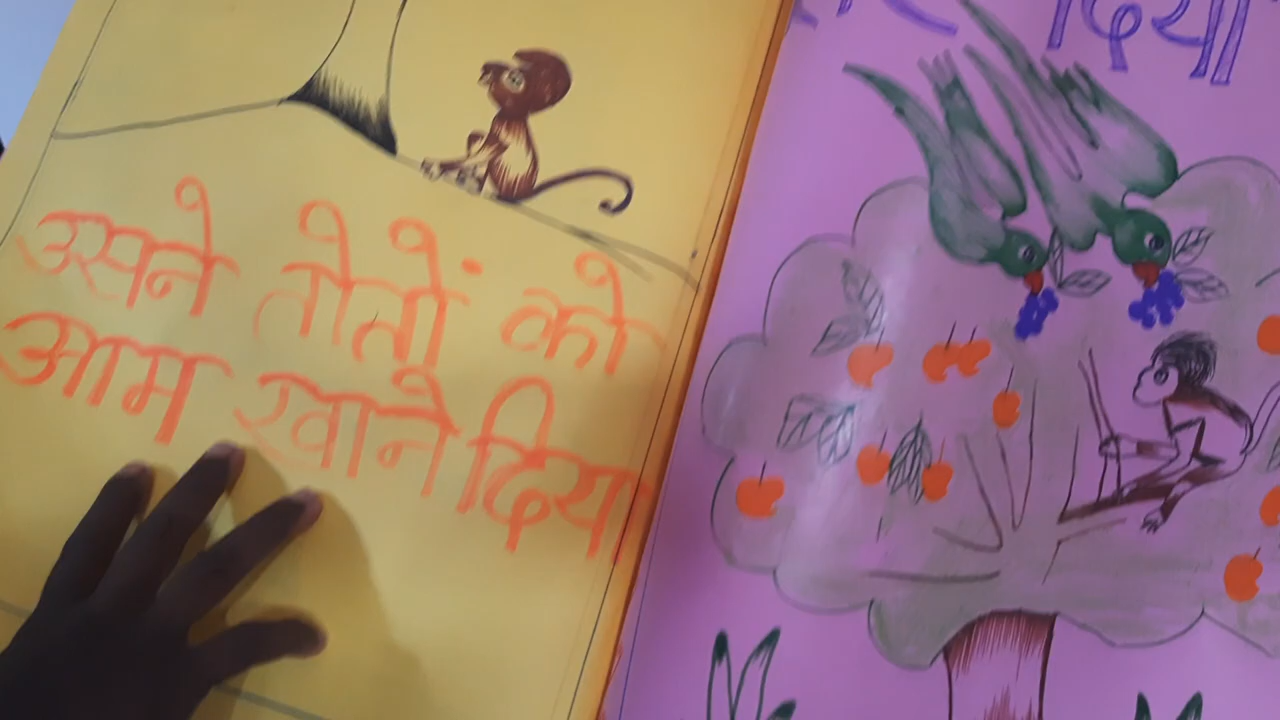 उसने तोतों को
आम खाने दिया
दिया